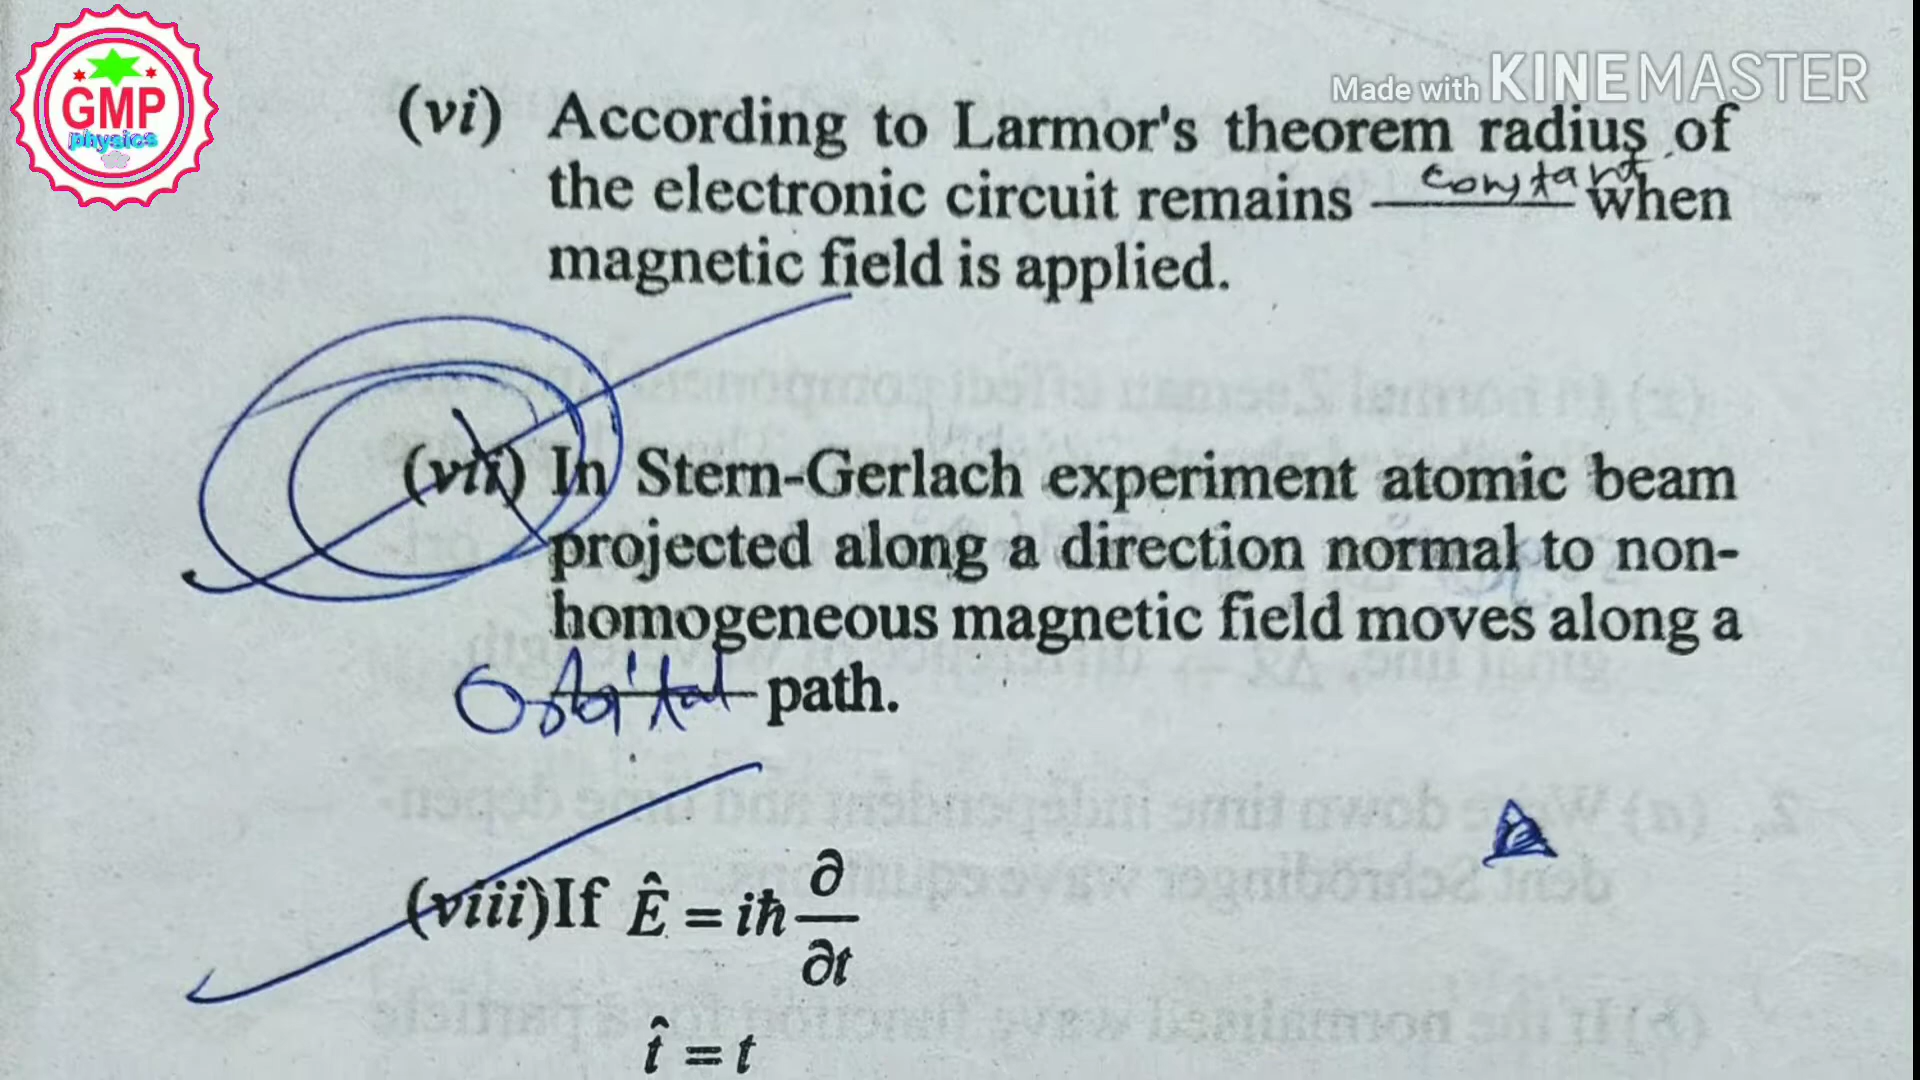 GMP
physics
Made with KINEMASTER
(vi) According to Larmor's theorem radius of
the electronic circuit remains constant when
magnetic field is applied.
(vii) In Stern-Gerlach experiment atomic beam
projected along a direction normal to non-
homogeneous magnetic field moves along a
Orbital path.
(viii) If Ê = iħ ∂/∂t
t̂ = t